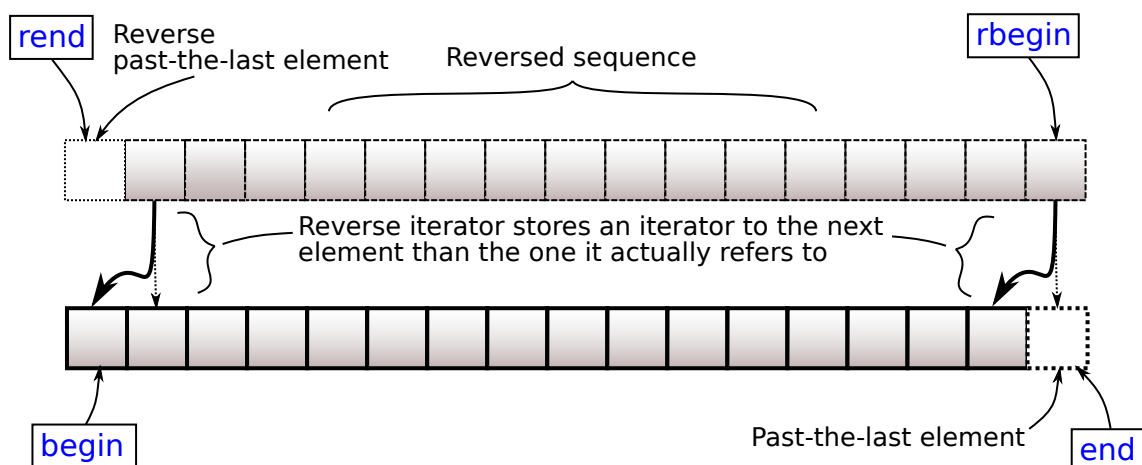 rend
Reverse
past-the-last element
Reversed sequence
rbegin
Reverse iterator stores an iterator to the next
element than the one it actually refers to
begin
Past-the-last element
end